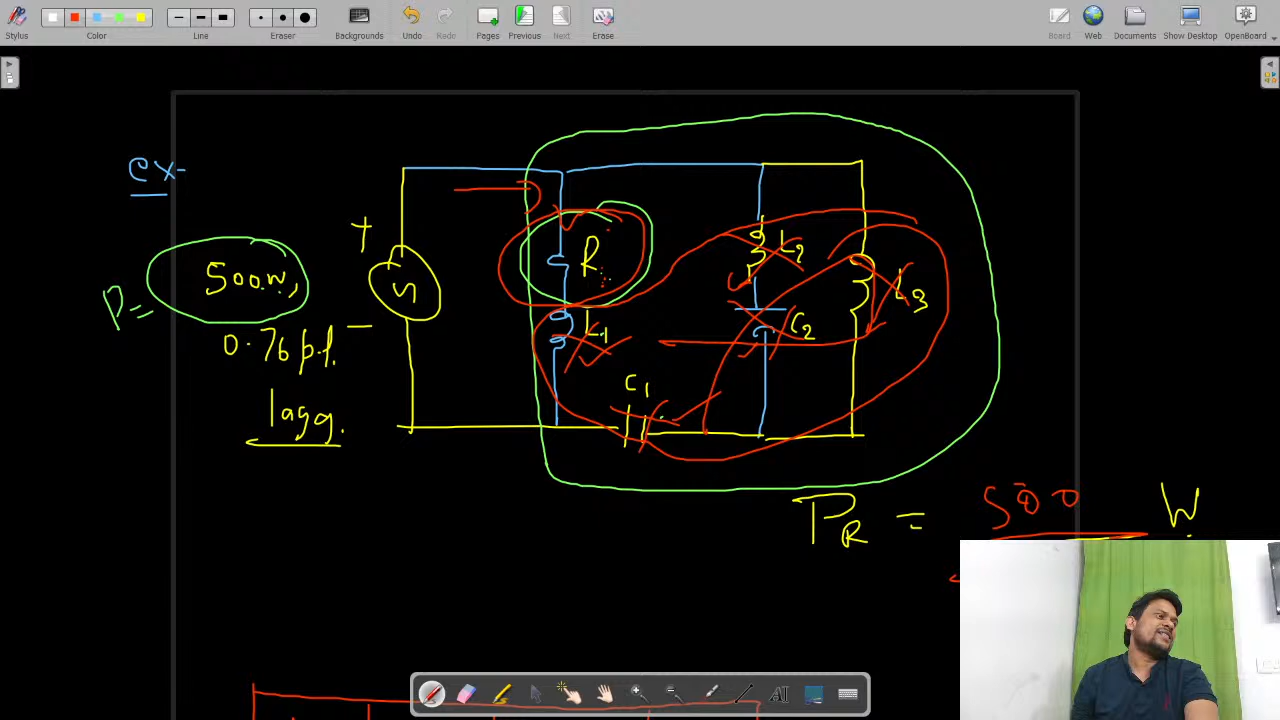 Stylus
Color
Line
Eraser
Backgrounds
Undo
Redo
Pages
Previous
Next
Erase
Board
Web
Documents
Show Desktop
OpenBoard
ex-
P = 500W,
0.76 p.f.
lagg.
+
−
R
L1
L2
C2
L3
C1
PR = 500 W
AI